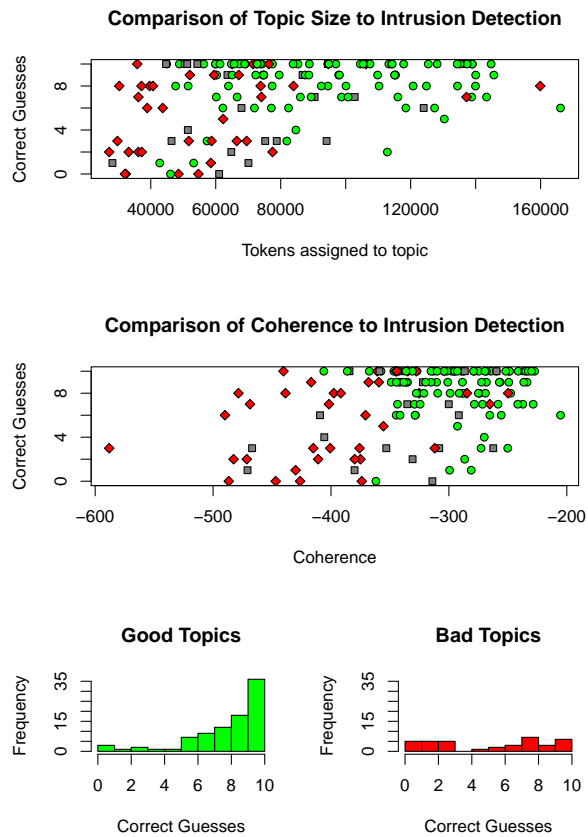 Comparison of Topic Size to Intrusion Detection
Correct Guesses
0 4 8
40000 60000 80000 120000 160000
Tokens assigned to topic
Comparison of Coherence to Intrusion Detection
Correct Guesses
0 4 8
−600 −500 −400 −300 −200
Coherence
Good Topics
Frequency
0 15 35
0 2 4 6 8 10
Correct Guesses
Bad Topics
Frequency
0 15 35
0 2 4 6 8 10
Correct Guesses